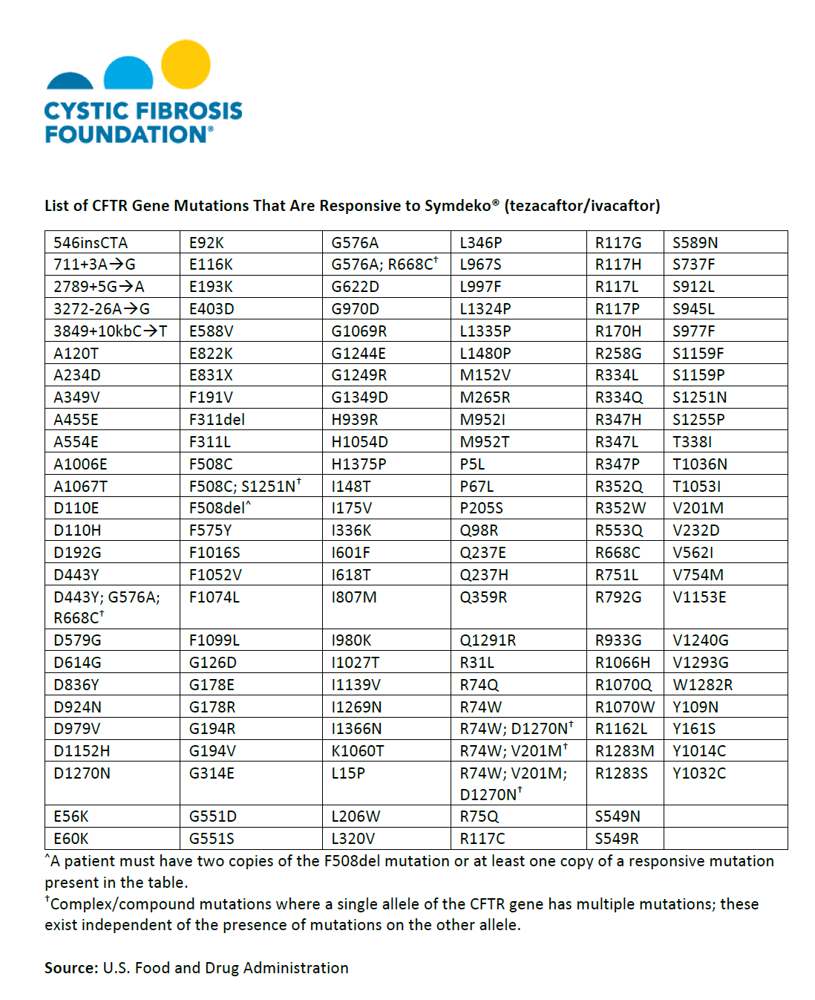 CYSTIC FIBROSIS
FOUNDATION®
List of CFTR Gene Mutations That Are Responsive to Symdeko® (tezacaftor/ivacaftor)
546insCTA E92K G576A L346P R117G S589N
711+3A→G E116K G576A; R668C† L967S R117H S737F
2789+5G→A E193K G622D L997F R117L S912L
3272-26A→G E403D G970D L1324P R117P S945L
3849+10kbC→T E588V G1069R L1335P R170H S977F
A120T E822K G1244E L1480P R258G S1159F
A234D E831X G1249R M152V R334L S1159P
A349V F191V G1349D M265R R334Q S1251N
A455E F311del H939R M952I R347H S1255P
A554E F311L H1054D M952T R347L T338I
A1006E F508C H1375P P5L R347P T1036N
A1067T F508C; S1251N† I148T P67L R352Q T1053I
D110E F508del^ I175V P205S R352W V201M
D110H F575Y I336K Q98R R553Q V232D
D192G F1016S I601F Q237E R668C V562I
D443Y F1052V I618T Q237H R751L V754M
D443Y; G576A; F1074L I807M Q359R R792G V1153E
R668C†
D579G F1099L I980K Q1291R R933G V1240G
D614G G126D I1027T R31L R1066H V1293G
D836Y G178E I1139V R74Q R1070Q W1282R
D924N G178R I1269N R74W R1070W Y109N
D979V G194R I1366N R74W; D1270N† R1162L Y161S
D1152H G194V K1060T R74W; V201M† R1283M Y1014C
D1270N G314E L15P R74W; V201M; R1283S Y1032C
D1270N†
E56K G551D L206W R75Q S549N
E60K G551S L320V R117C S549R
^A patient must have two copies of the F508del mutation or at least one copy of a responsive mutation
present in the table.
†Complex/compound mutations where a single allele of the CFTR gene has multiple mutations; these
exist independent of the presence of mutations on the other allele.
Source: U.S. Food and Drug Administration